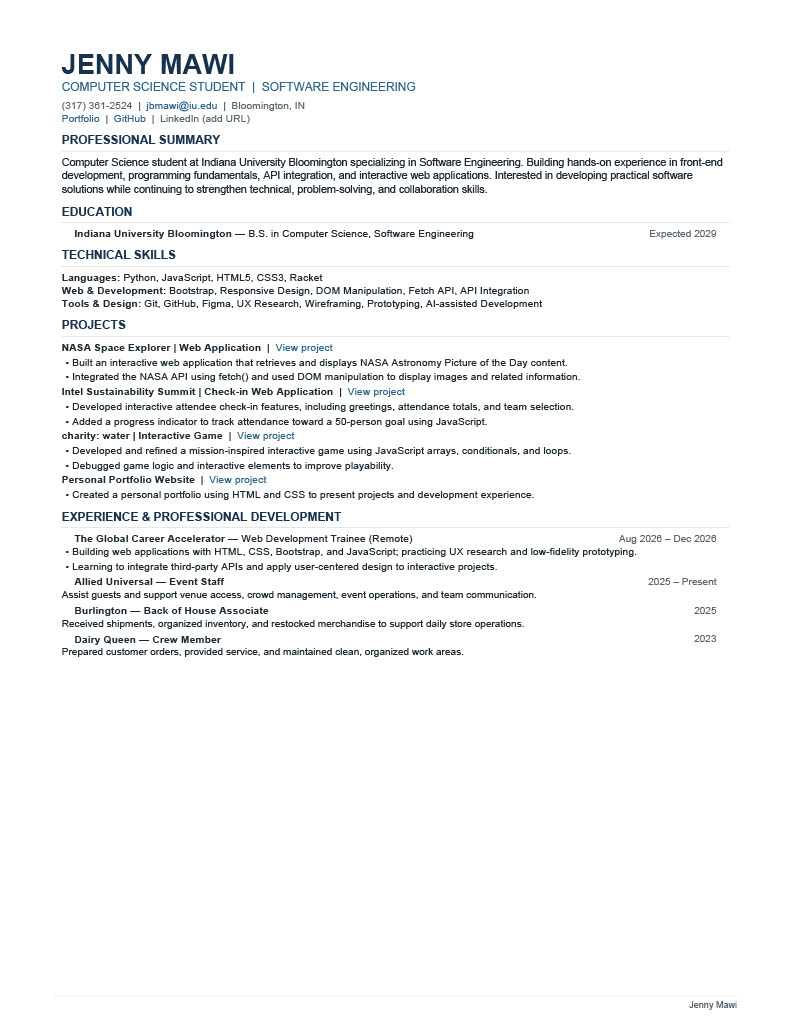 JENNY MAWI
COMPUTER SCIENCE STUDENT | SOFTWARE ENGINEERING
(317) 361-2524 | jbmawi@iu.edu | Bloomington, IN
Portfolio | GitHub | LinkedIn (add URL)
PROFESSIONAL SUMMARY
Computer Science student at Indiana University Bloomington specializing in Software Engineering. Building hands-on experience in front-end
development, programming fundamentals, API integration, and interactive web applications. Interested in developing practical software
solutions while continuing to strengthen technical, problem-solving, and collaboration skills.
EDUCATION
Indiana University Bloomington — B.S. in Computer Science, Software Engineering Expected 2029
TECHNICAL SKILLS
Languages: Python, JavaScript, HTML5, CSS3, Racket
Web & Development: Bootstrap, Responsive Design, DOM Manipulation, Fetch API, API Integration
Tools & Design: Git, GitHub, Figma, UX Research, Wireframing, Prototyping, AI-assisted Development
PROJECTS
NASA Space Explorer | Web Application | View project
• Built an interactive web application that retrieves and displays NASA Astronomy Picture of the Day content.
• Integrated the NASA API using fetch() and used DOM manipulation to display images and related information.
Intel Sustainability Summit | Check-in Web Application | View project
• Developed interactive attendee check-in features, including greetings, attendance totals, and team selection.
• Added a progress indicator to track attendance toward a 50-person goal using JavaScript.
charity: water | Interactive Game | View project
• Developed and refined a mission-inspired interactive game using JavaScript arrays, conditionals, and loops.
• Debugged game logic and interactive elements to improve playability.
Personal Portfolio Website | View project
• Created a personal portfolio using HTML and CSS to present projects and development experience.
EXPERIENCE & PROFESSIONAL DEVELOPMENT
The Global Career Accelerator — Web Development Trainee (Remote) Aug 2026 – Dec 2026
• Building web applications with HTML, CSS, Bootstrap, and JavaScript; practicing UX research and low-fidelity prototyping.
• Learning to integrate third-party APIs and apply user-centered design to interactive projects.
Allied Universal — Event Staff 2025 – Present
Assist guests and support venue access, crowd management, event operations, and team communication.
Burlington — Back of House Associate 2025
Received shipments, organized inventory, and restocked merchandise to support daily store operations.
Dairy Queen — Crew Member 2023
Prepared customer orders, provided service, and maintained clean, organized work areas.
Jenny Mawi